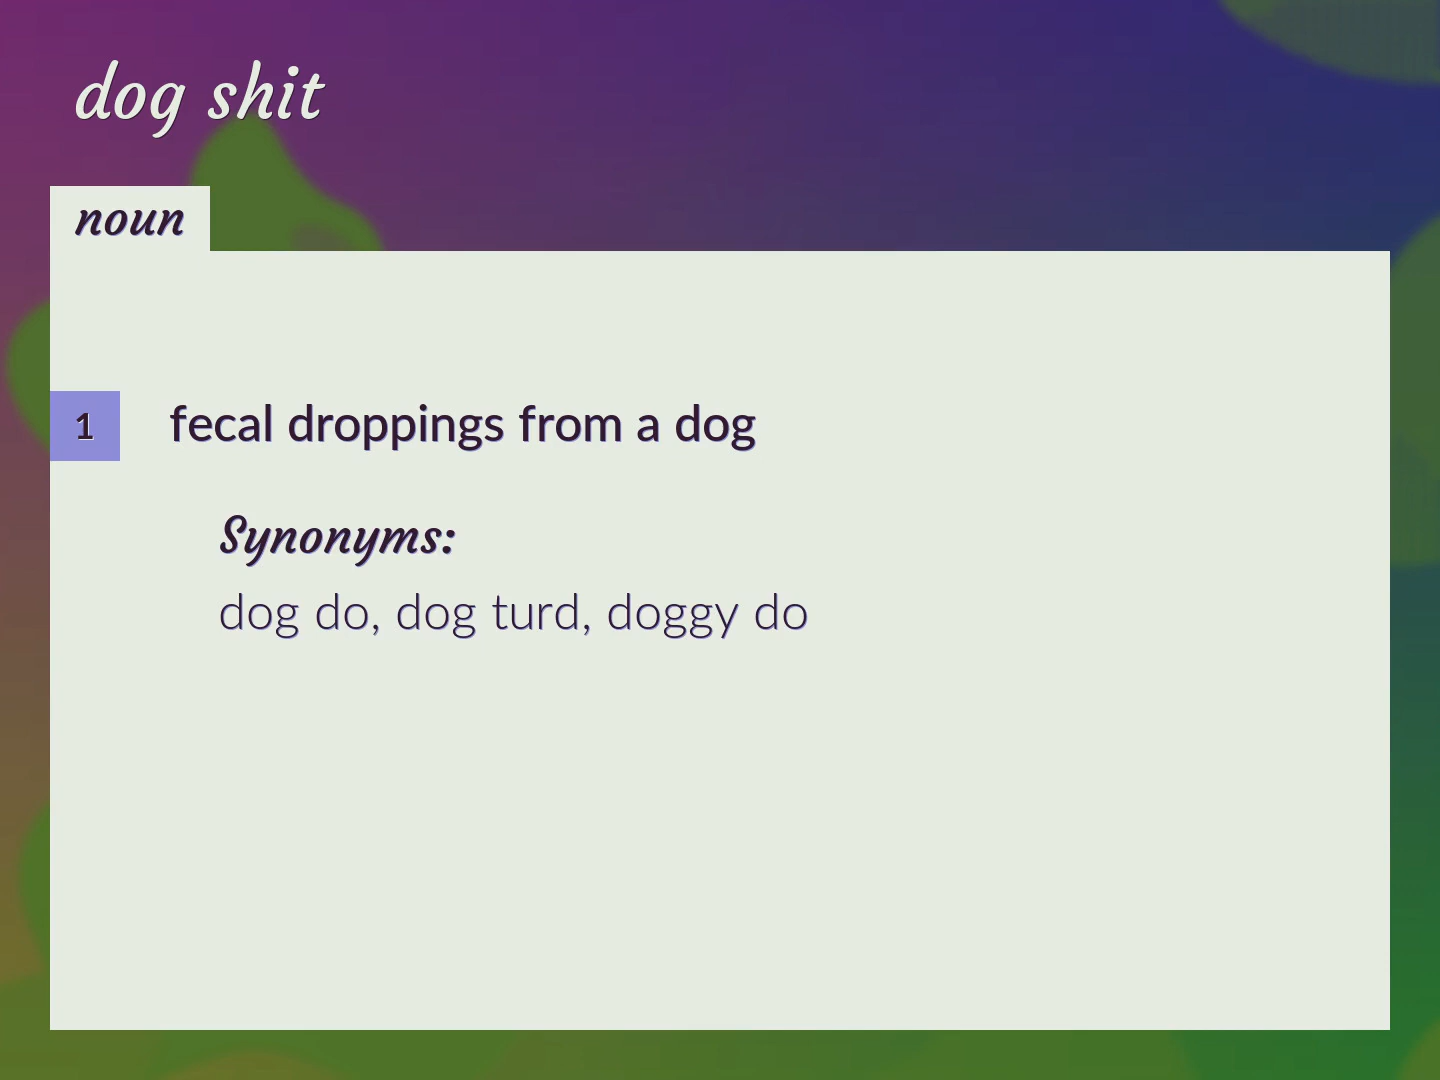 dog shit
noun
1 fecal droppings from a dog
Synonyms:
dog do, dog turd, doggy do